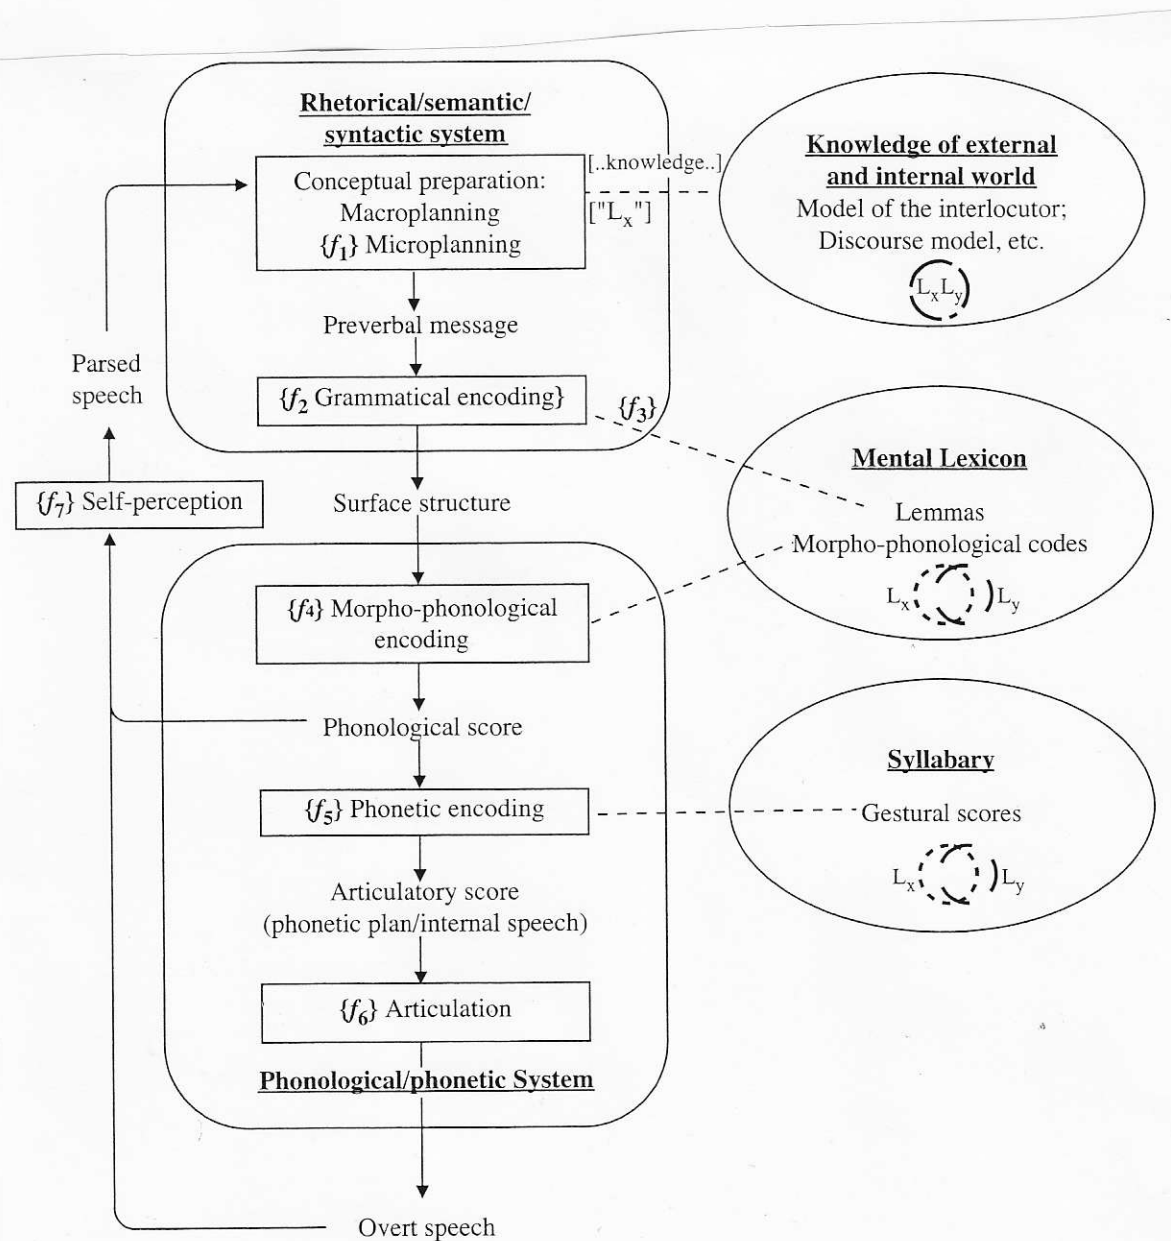 Rhetorical/semantic/
syntactic system
Conceptual preparation:
Macroplanning
{f1} Microplanning
[..knowledge..]
["Lx"]
Knowledge of external
and internal world
Model of the interlocutor;
Discourse model, etc.
LxLy
Preverbal message
Parsed
speech
{f2 Grammatical encoding}
{f3}
Mental Lexicon
Lemmas
Morpho-phonological codes
Lx Ly
{f7} Self-perception
Surface structure
{f4} Morpho-phonological
encoding
Phonological score
Syllabary
Gestural scores
Lx Ly
{f5} Phonetic encoding
Articulatory score
(phonetic plan/internal speech)
{f6} Articulation
Phonological/phonetic System
Overt speech